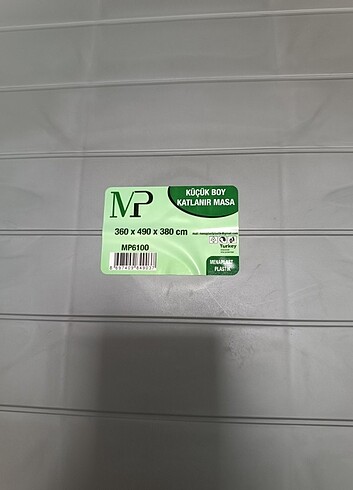 MP
KÜÇÜK BOY
KATLANIR MASA
360 x 490 x 380 cm
MP6100
Turkey
MENAPLAST
PLASTİK